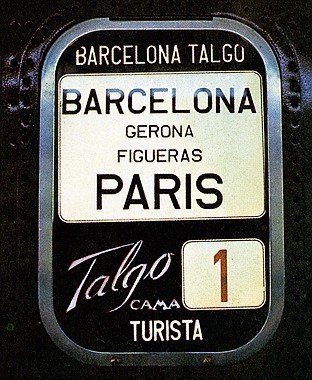 BARCELONA TALGO
BARCELONA
GERONA
FIGUERAS
PARIS
Talgo
CAMA
1
TURISTA